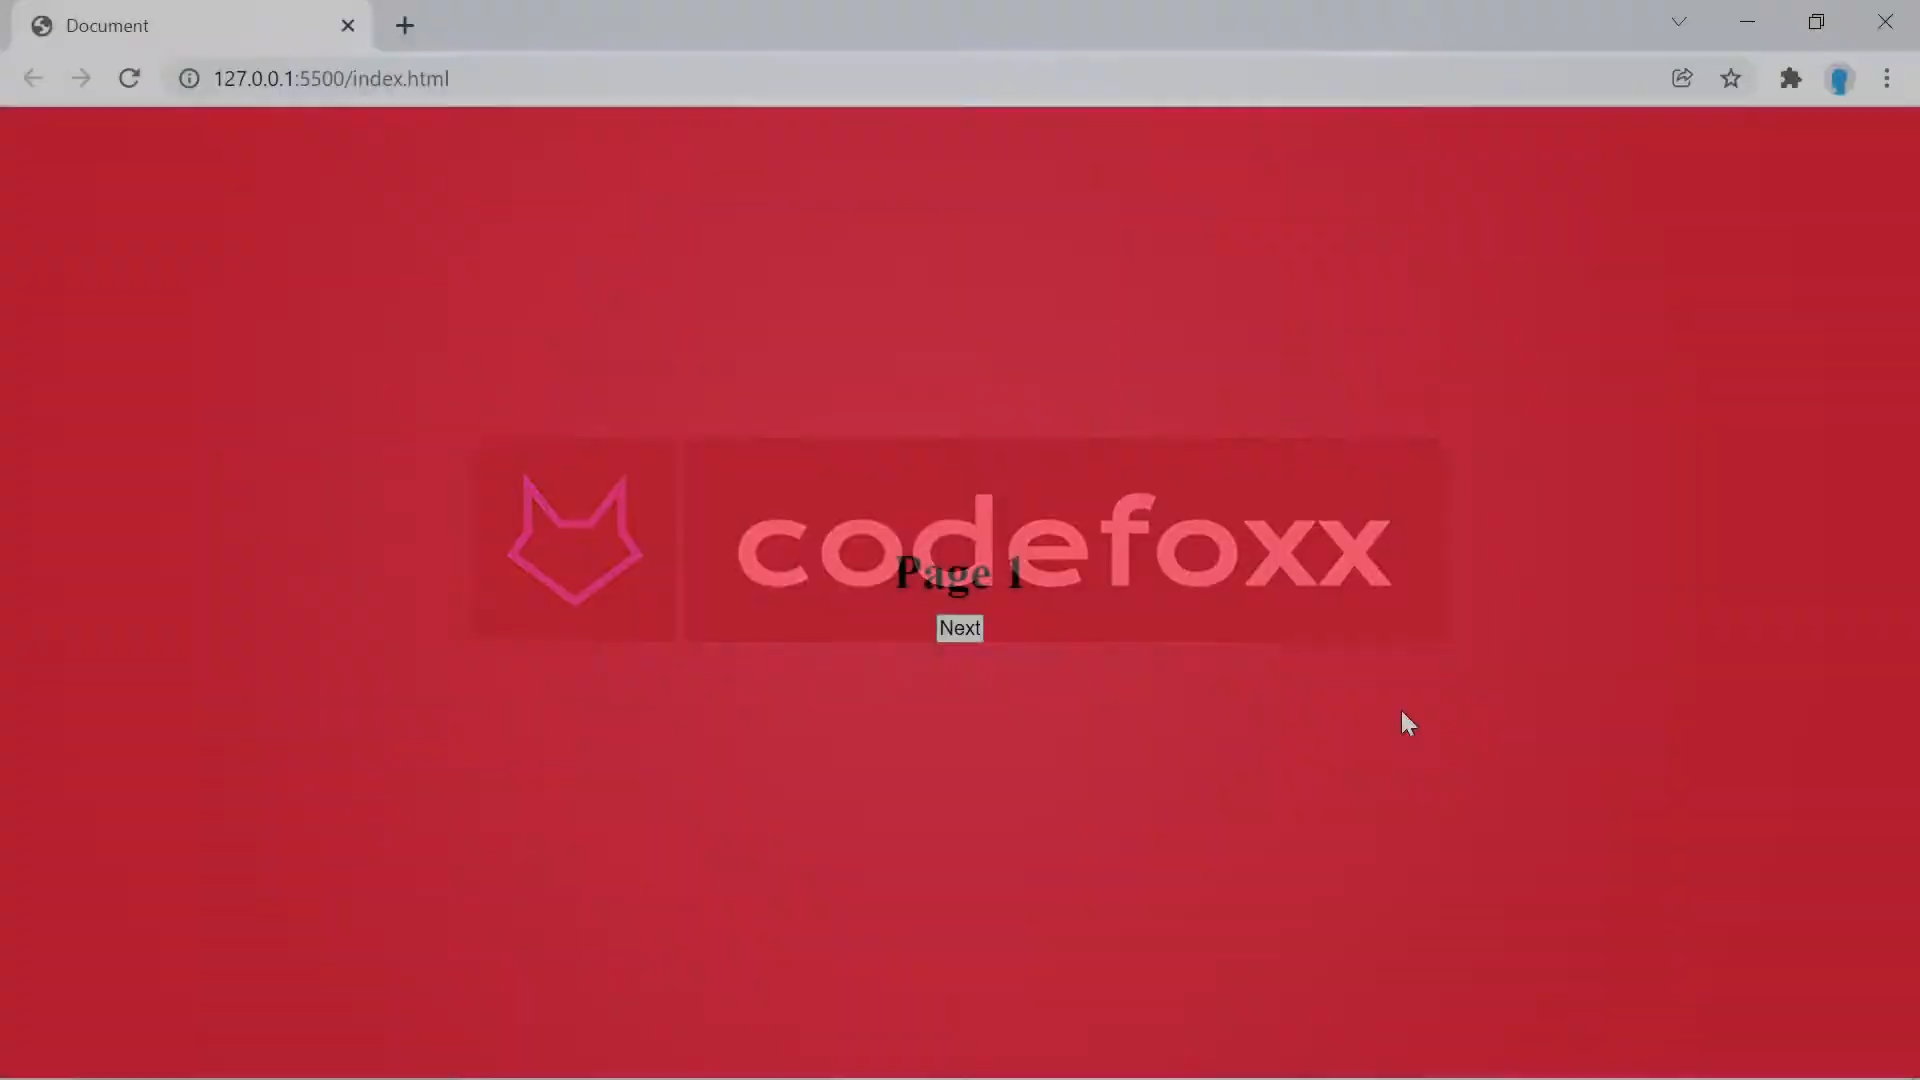 Document
127.0.0.1:5500/index.html
codefoxx
Page 1
Next